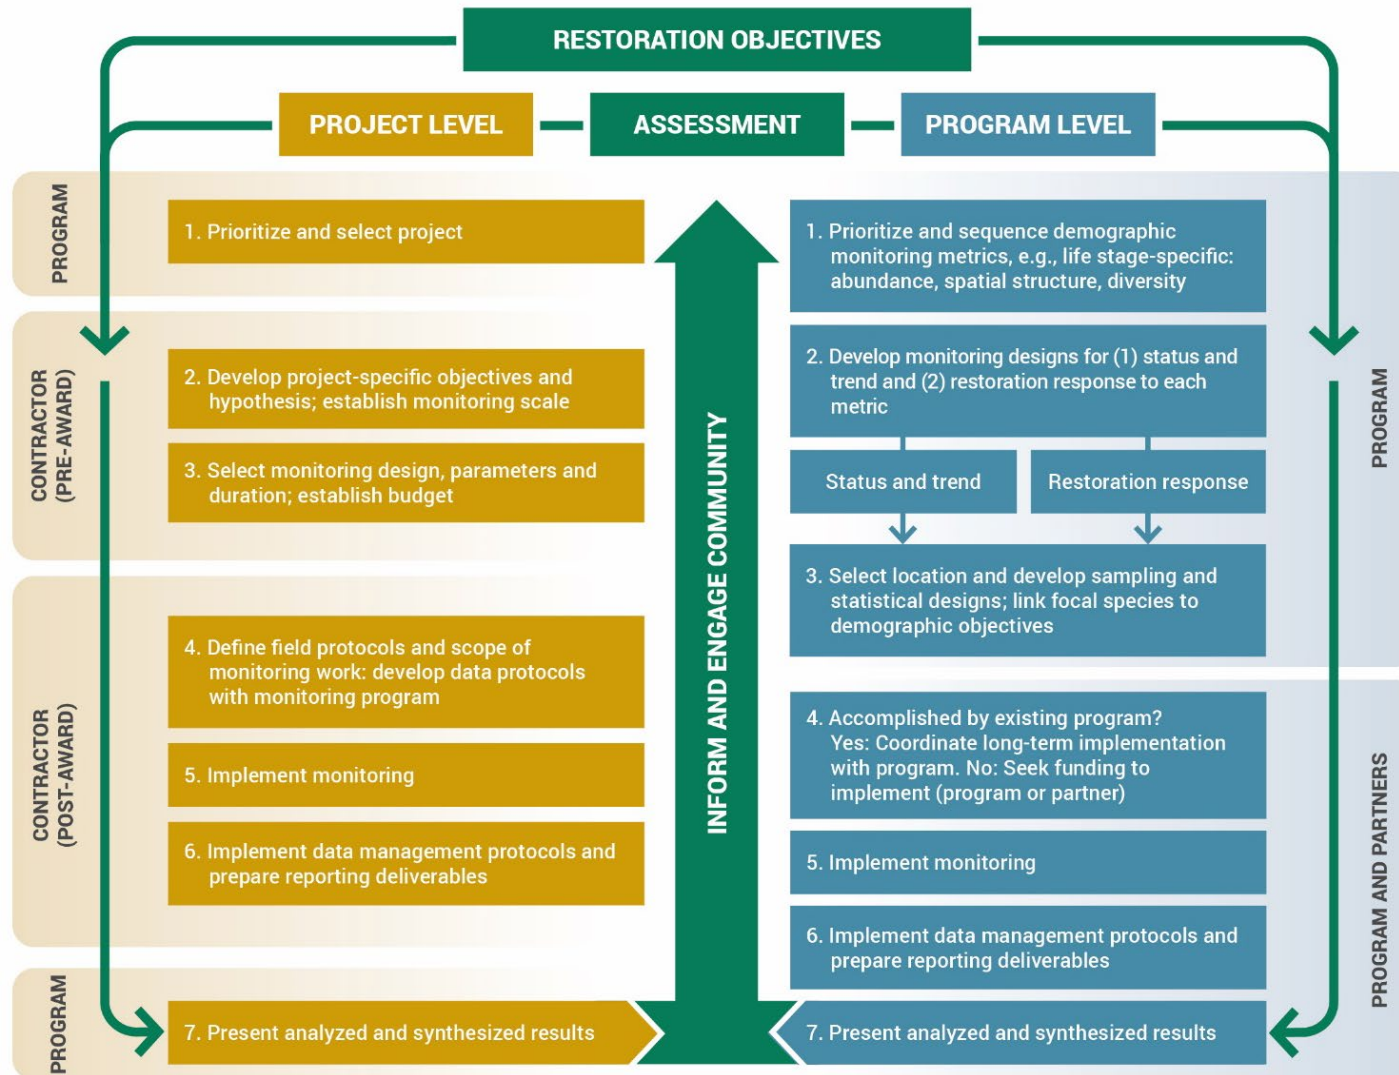 RESTORATION OBJECTIVES
PROJECT LEVEL
ASSESSMENT
PROGRAM LEVEL
PROGRAM
1. Prioritize and select project
CONTRACTOR
(PRE-AWARD)
2. Develop project-specific objectives and
hypothesis; establish monitoring scale
3. Select monitoring design, parameters and
duration; establish budget
CONTRACTOR
(POST-AWARD)
4. Define field protocols and scope of
monitoring work: develop data protocols
with monitoring program
5. Implement monitoring
6. Implement data management protocols and
prepare reporting deliverables
PROGRAM
7. Present analyzed and synthesized results
INFORM AND ENGAGE COMMUNITY
1. Prioritize and sequence demographic
monitoring metrics, e.g., life stage-specific:
abundance, spatial structure, diversity
2. Develop monitoring designs for (1) status and
trend and (2) restoration response to each
metric
Status and trend
Restoration response
3. Select location and develop sampling and
statistical designs; link focal species to
demographic objectives
PROGRAM
4. Accomplished by existing program?
Yes: Coordinate long-term implementation
with program. No: Seek funding to
implement (program or partner)
5. Implement monitoring
6. Implement data management protocols and
prepare reporting deliverables
7. Present analyzed and synthesized results
PROGRAM AND PARTNERS